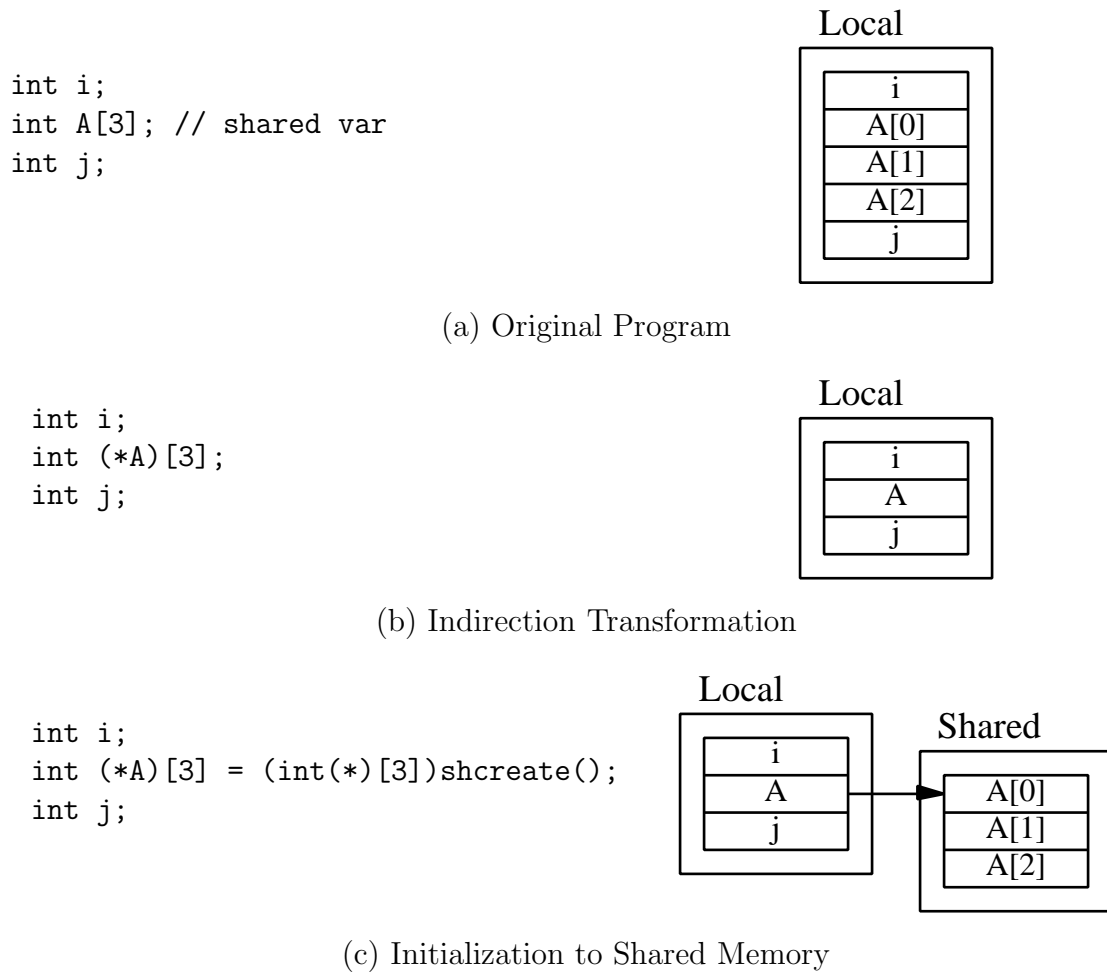 Local
int i;
int A[3]; // shared var
int j;
i
A[0]
A[1]
A[2]
j
(a) Original Program
Local
int i;
int (*A)[3];
int j;
i
A
j
(b) Indirection Transformation
Local
Shared
int i;
int (*A)[3] = (int(*)[3])shcreate();
int j;
i
A
j
A[0]
A[1]
A[2]
(c) Initialization to Shared Memory